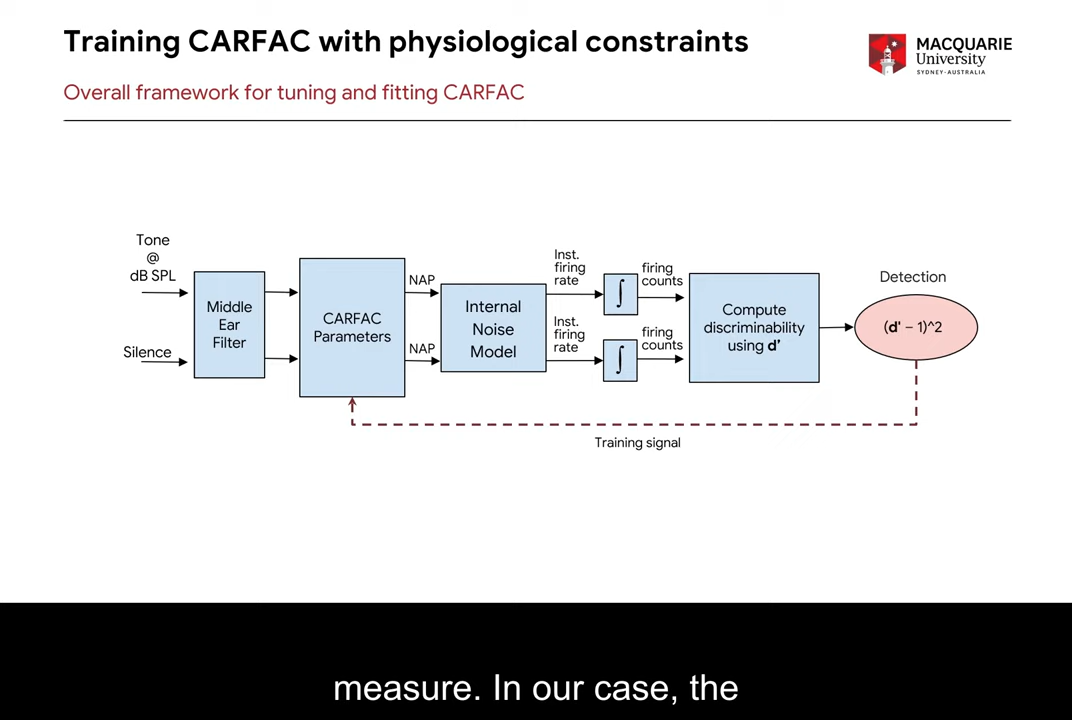 Training CARFAC with physiological constraints
MACQUARIE
University
SYDNEY·AUSTRALIA
Overall framework for tuning and fitting CARFAC
Tone
@
dB SPL
Silence
Middle
Ear
Filter
CARFAC
Parameters
NAP
NAP
Internal
Noise
Model
Inst.
firing
rate
Inst.
firing
rate
∫
∫
firing
counts
firing
counts
Compute
discriminability
using d'
Detection
(d' – 1)^2
Training signal
measure. In our case, the